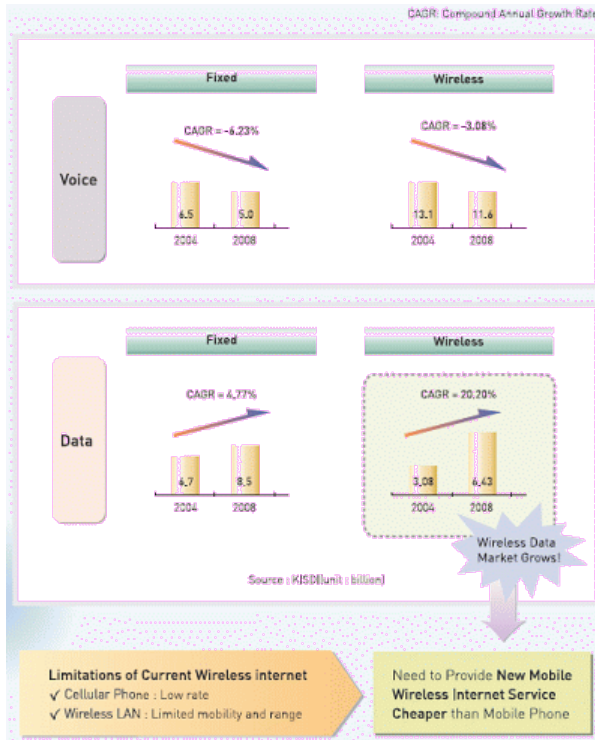 CAGR: Compound Annual Growth Rate
Fixed
Wireless
CAGR = -6.23%
CAGR = -3.08%
Voice
6.5
5.0
13.1
11.6
2004
2008
2004
2008
Fixed
Wireless
CAGR = 4.77%
CAGR = 20.20%
Data
6.7
8.5
3.08
6.43
2004
2008
2004
2008
Wireless Data
Market Grows!
Source : KISDI(unit : billion)
Limitations of Current Wireless internet
✓ Cellular Phone : Low rate
✓ Wireless LAN : Limited mobility and range
Need to Provide New Mobile
Wireless Internet Service
Cheaper than Mobile Phone